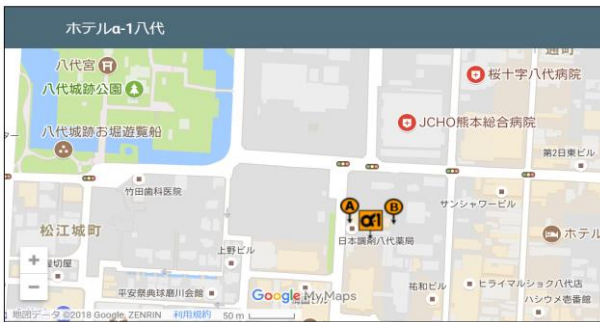 ホテルα-1八代
八代宮
八代城跡公園
八代城跡お堀遊覧船
桜十字八代病院
JCHO熊本総合病院
第2日東ビル
竹田歯科医院
サンシャワービル
A
B
α-1
日本調剤八代薬局
松江城町
上野ビル
ホテル
祐和ビル
ヒライマルショク八代店
ハシウメ壱番館
平安祭典球磨川会館
+
−
Google My Maps
地図データ ©2018 Google, ZENRIN 利用規約 50 m